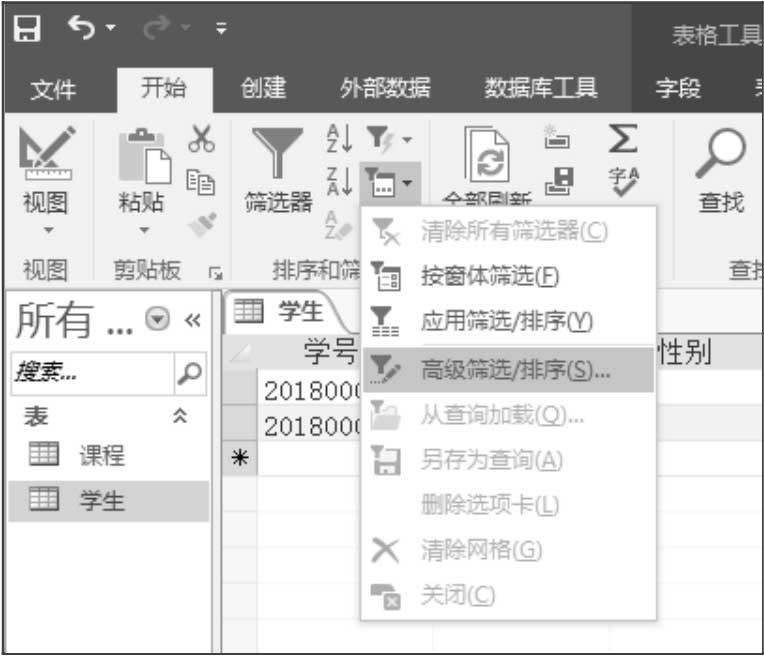 表格工具
文件 开始 创建 外部数据 数据库工具 字段
视图 粘贴 筛选器 全部刷新 查找
视图 剪贴板 排序和筛
清除所有筛选器(C)
按窗体筛选(F)
应用筛选/排序(Y)
高级筛选/排序(S)...
从查询加载(Q)...
另存为查询(A)
删除选项卡(L)
清除网格(G)
关闭(C)
所有 ... «
搜索...
表
课程
学生
学生
学号 性别
201800
201800